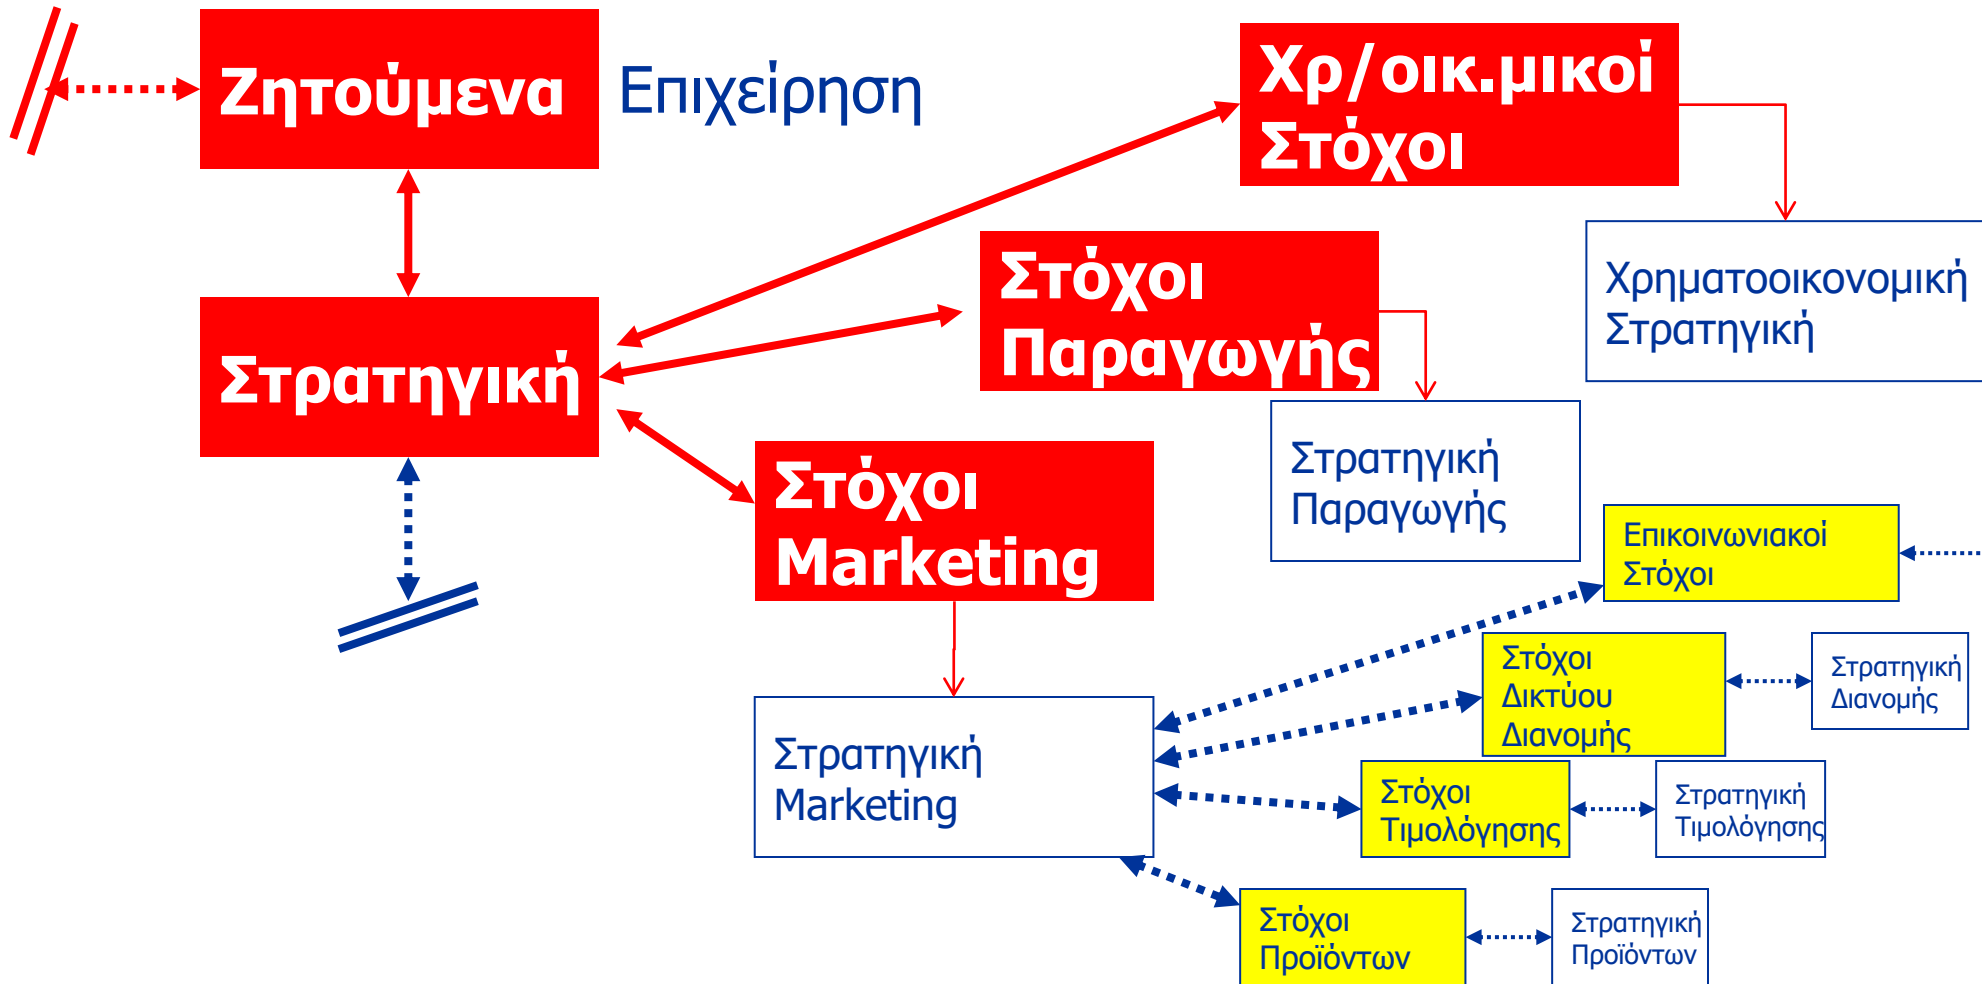 Ζητούμενα
Επιχείρηση
Χρ/οικ.μικοί
Στόχοι
Χρηματοοικονομική
Στρατηγική
Στόχοι
Παραγωγής
Στρατηγική
Στρατηγική
Παραγωγής
Στόχοι
Marketing
Επικοινωνιακοί
Στόχοι
Στόχοι
Δικτύου
Διανομής
Στρατηγική
Διανομής
Στρατηγική
Marketing
Στόχοι
Τιμολόγησης
Στρατηγική
Τιμολόγησης
Στόχοι
Προϊόντων
Στρατηγική
Προϊόντων